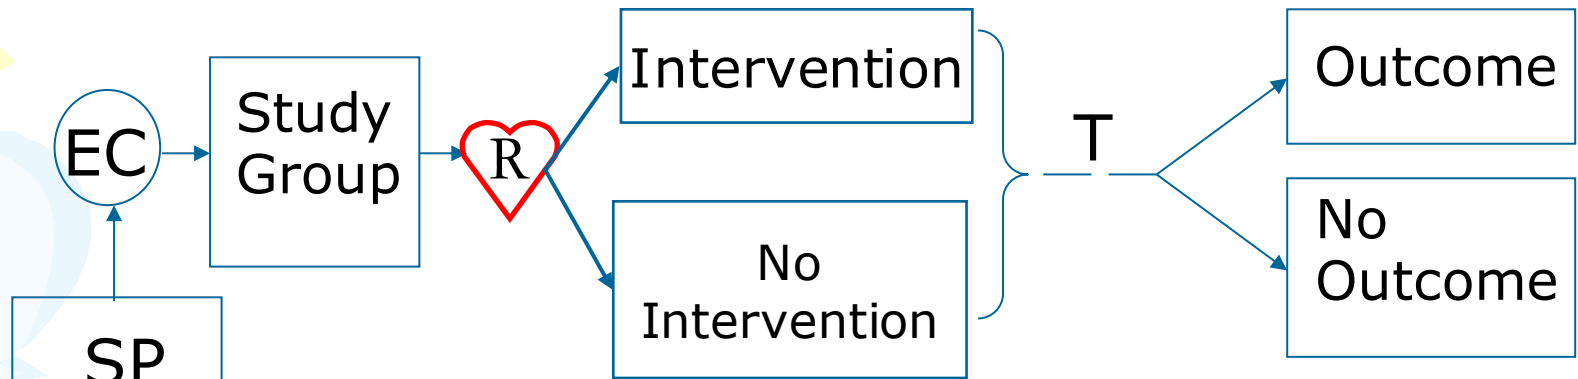 EC
Study
Group
R
Intervention
No
Intervention
T
Outcome
No
Outcome
SP